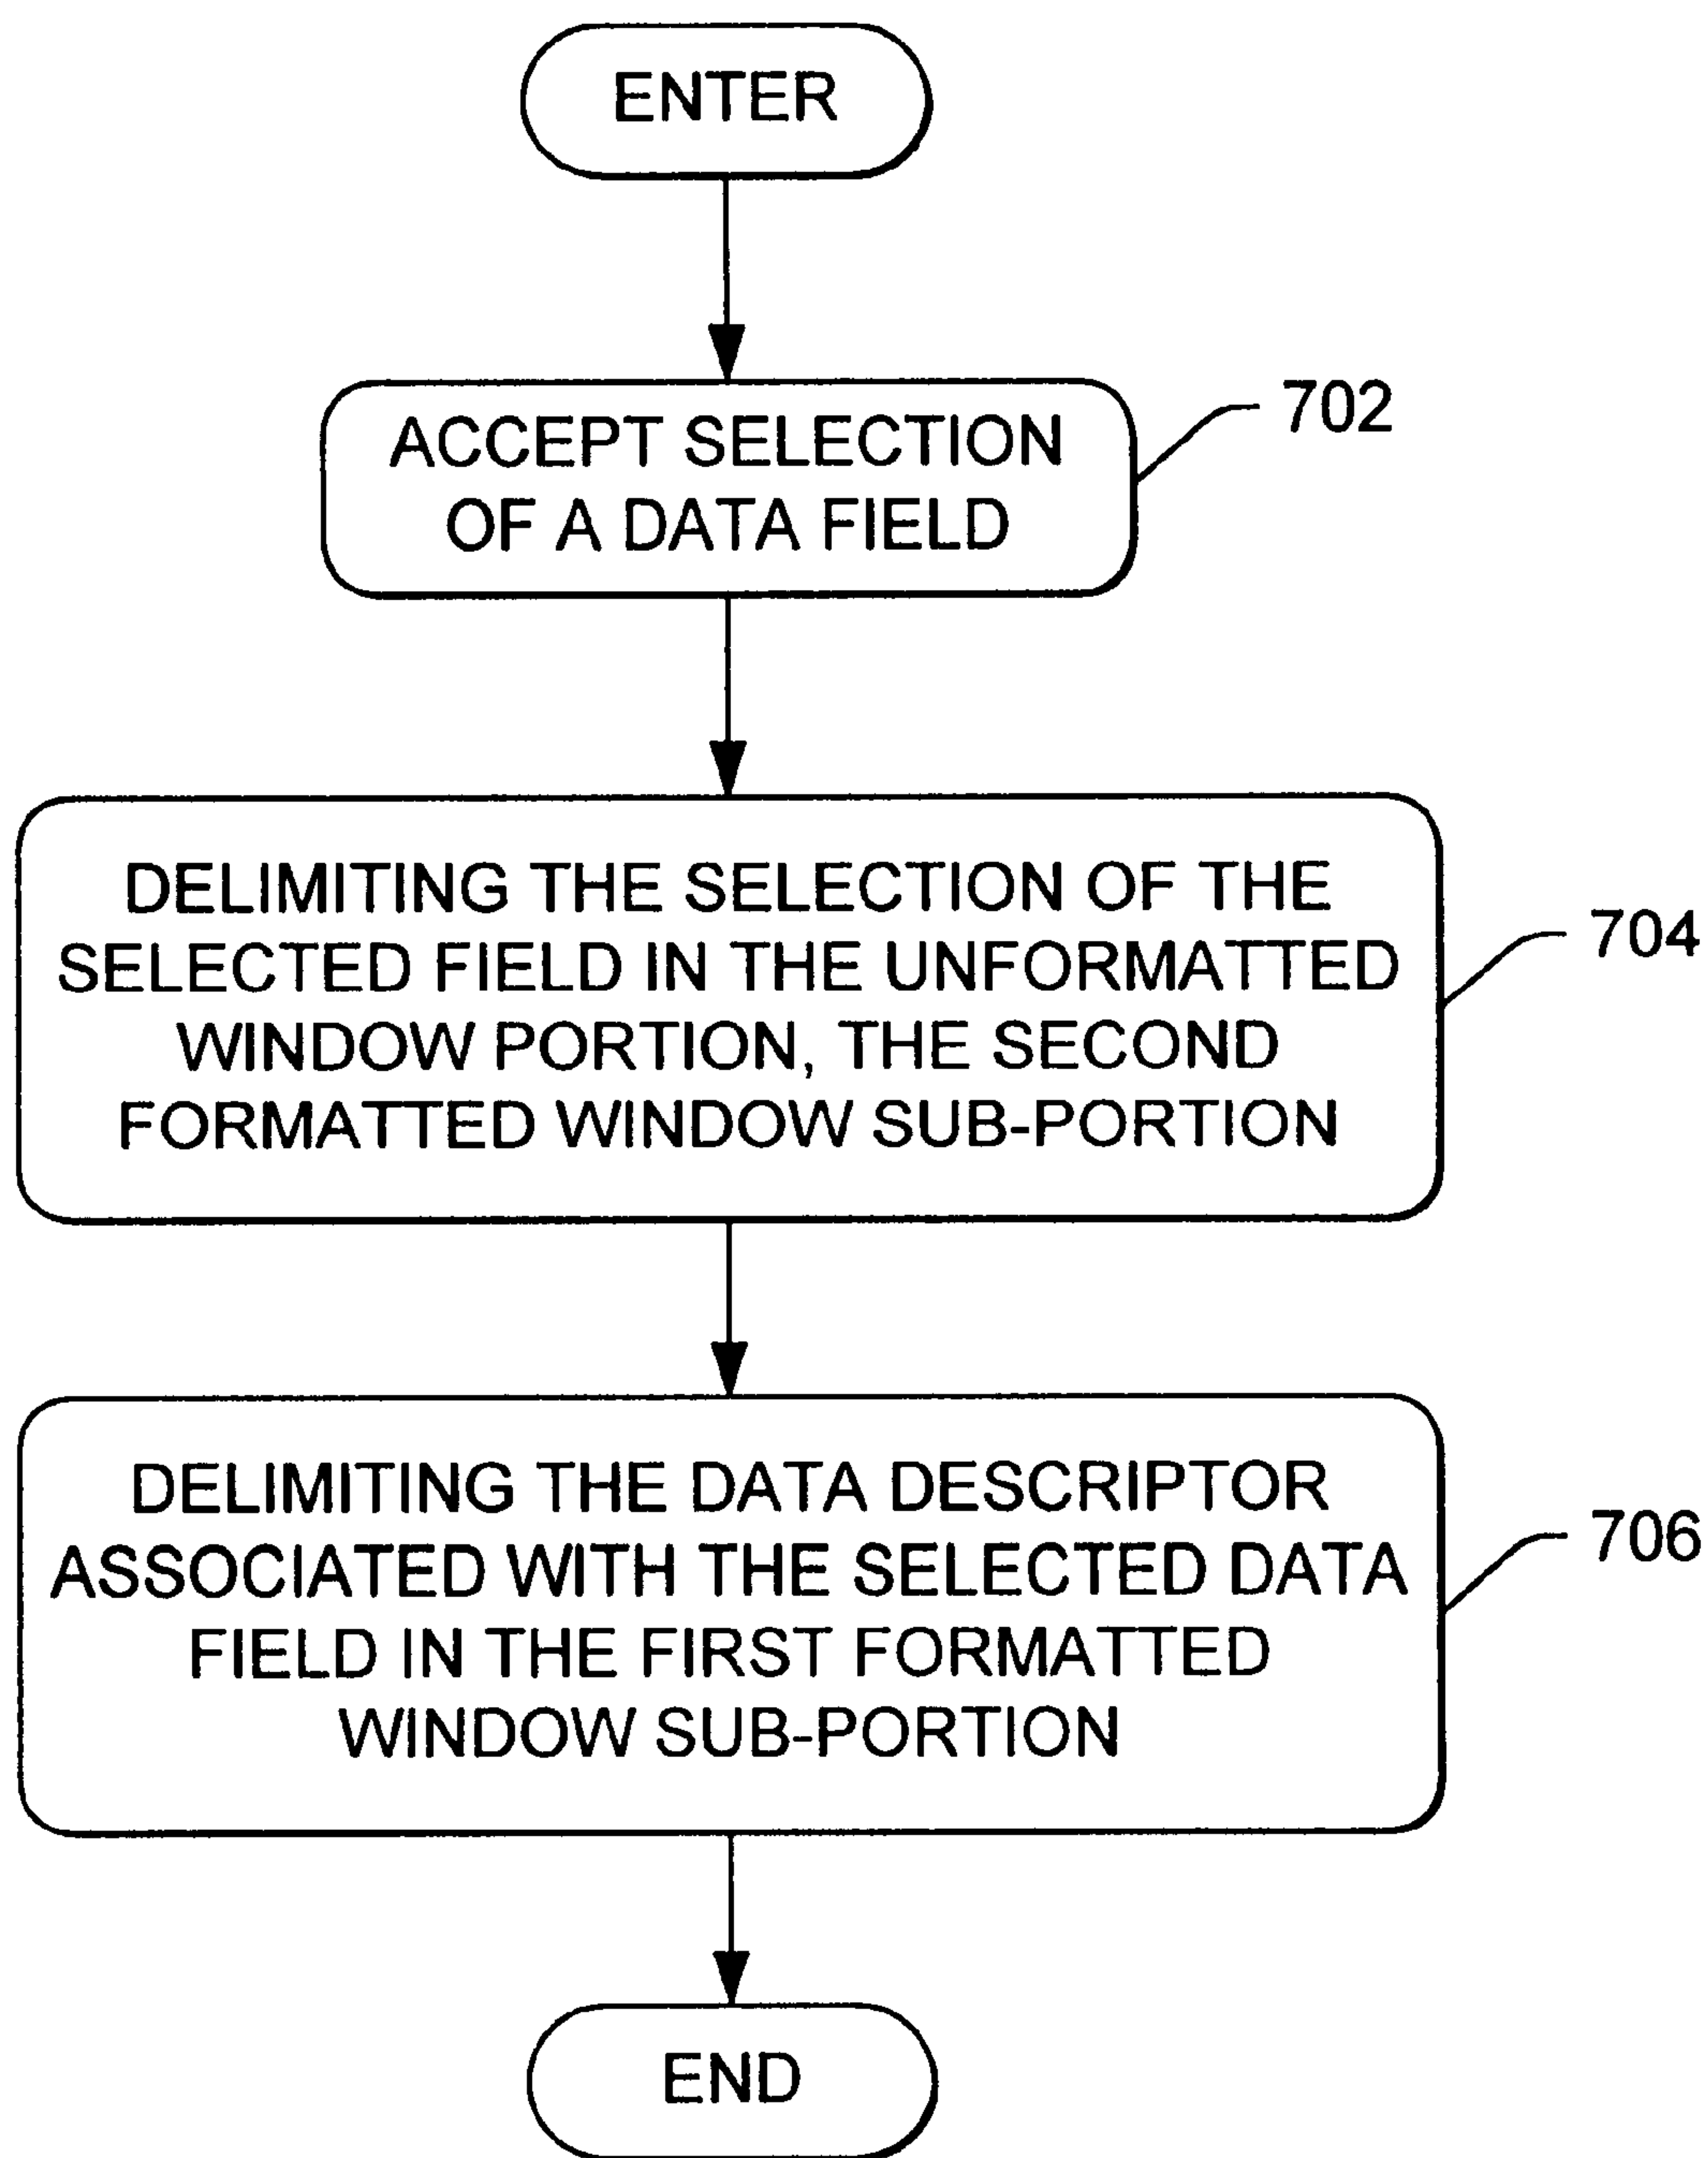 ENTER
ACCEPT SELECTION
OF A DATA FIELD
702
DELIMITING THE SELECTION OF THE
SELECTED FIELD IN THE UNFORMATTED
WINDOW PORTION, THE SECOND
FORMATTED WINDOW SUB-PORTION
704
DELIMITING THE DATA DESCRIPTOR
ASSOCIATED WITH THE SELECTED DATA
FIELD IN THE FIRST FORMATTED
WINDOW SUB-PORTION
706
END